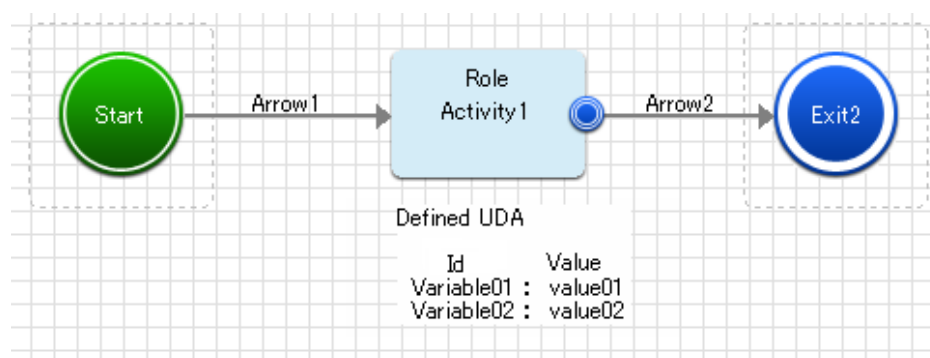 Start
Arrow1
Role
Activity1
Arrow2
Exit2
Defined UDA
Id Value
Variable01 : value01
Variable02 : value02